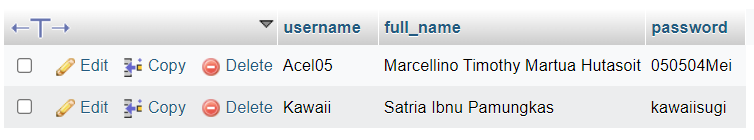 username full_name password
Edit Copy Delete Acel05 Marcellino Timothy Martua Hutasoit 050504Mei
Edit Copy Delete Kawaii Satria Ibnu Pamungkas kawaiisugi